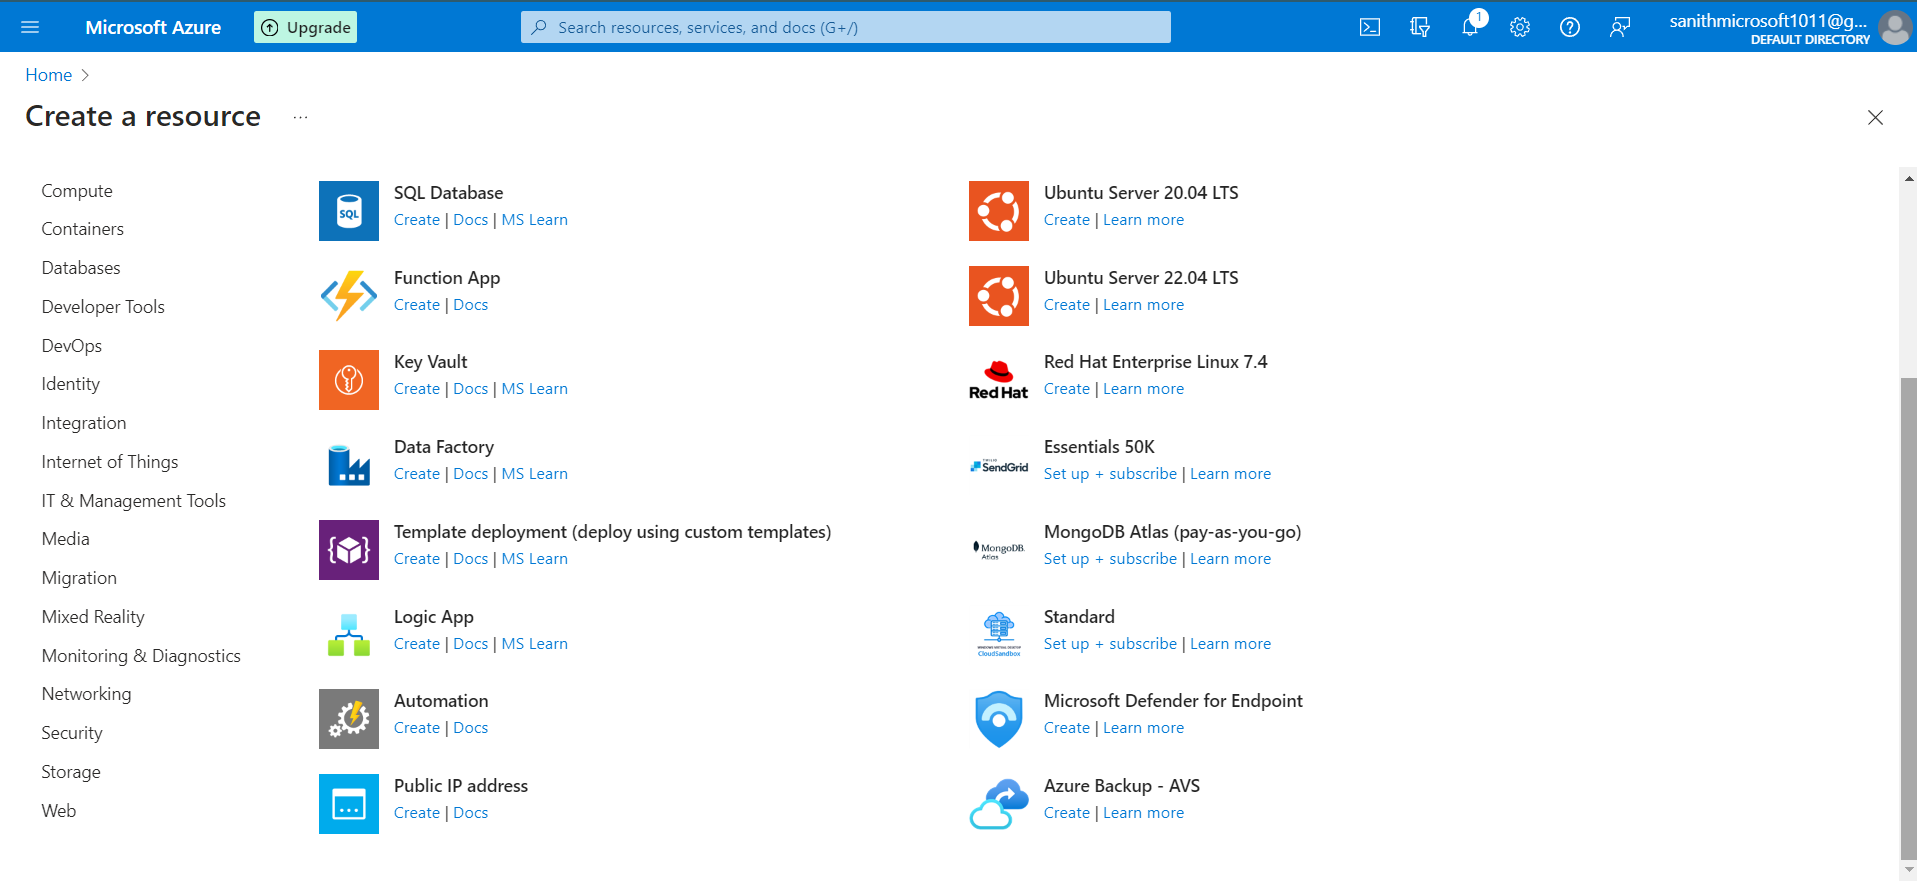 Microsoft Azure
Upgrade
Search resources, services, and docs (G+/)
1
sanithmicrosoft1011@g...
DEFAULT DIRECTORY
Home
Create a resource
...
Compute
Containers
Databases
Developer Tools
DevOps
Identity
Integration
Internet of Things
IT & Management Tools
Media
Migration
Mixed Reality
Monitoring & Diagnostics
Networking
Security
Storage
Web
SQL
SQL Database
Create | Docs | MS Learn
Function App
Create | Docs
Key Vault
Create | Docs | MS Learn
Data Factory
Create | Docs | MS Learn
Template deployment (deploy using custom templates)
Create | Docs | MS Learn
Logic App
Create | Docs | MS Learn
Automation
Create | Docs
Public IP address
Create | Docs
Ubuntu Server 20.04 LTS
Create | Learn more
Ubuntu Server 22.04 LTS
Create | Learn more
Red Hat
Red Hat Enterprise Linux 7.4
Create | Learn more
TWILIO
SendGrid
Essentials 50K
Set up + subscribe | Learn more
MongoDB.
Atlas
MongoDB Atlas (pay-as-you-go)
Set up + subscribe | Learn more
WINDOWS VIRTUAL DESKTOP
CloudSandbox
Standard
Set up + subscribe | Learn more
Microsoft Defender for Endpoint
Create | Learn more
Azure Backup - AVS
Create | Learn more